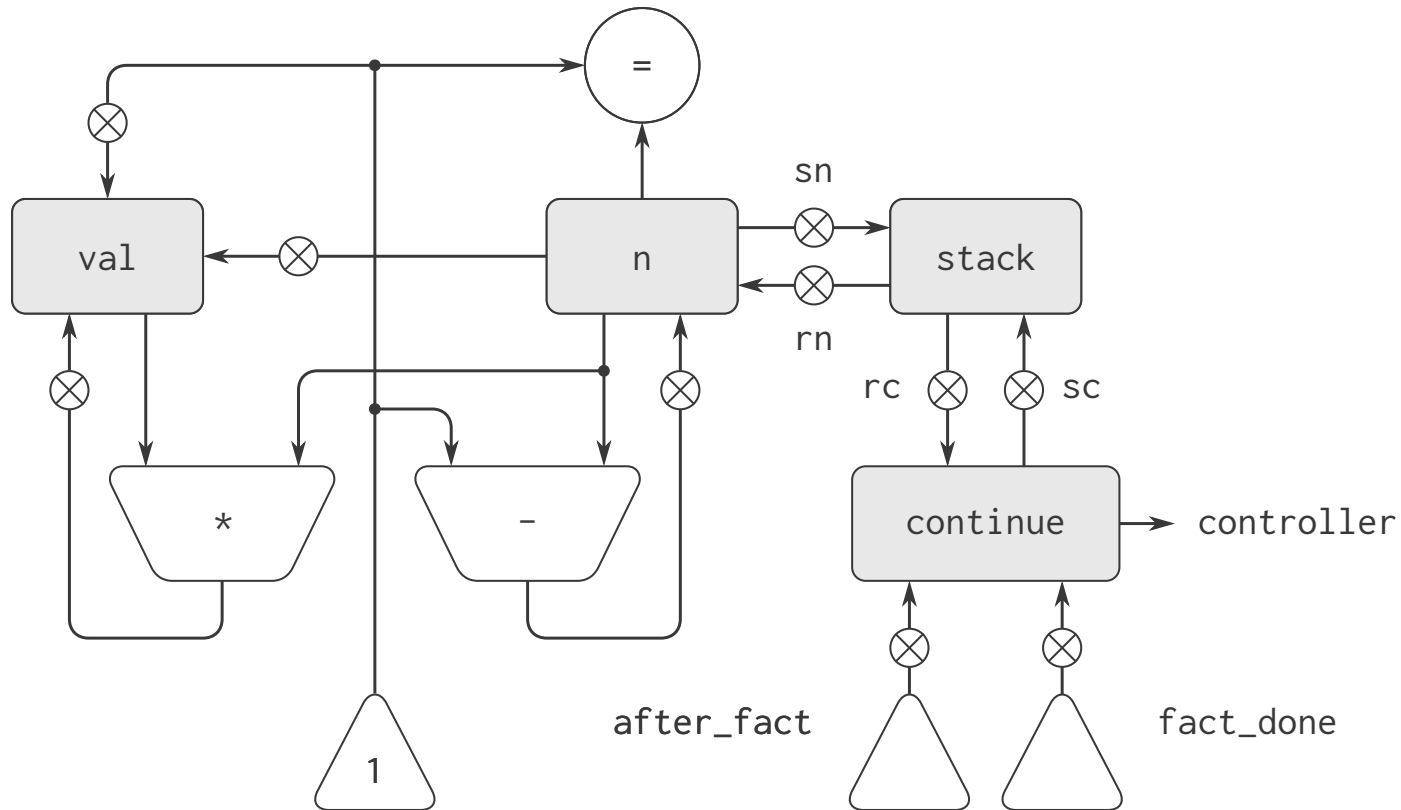 =
sn
val
n
stack
rn
rc
sc
*
-
continue
controller
after_fact
fact_done
1